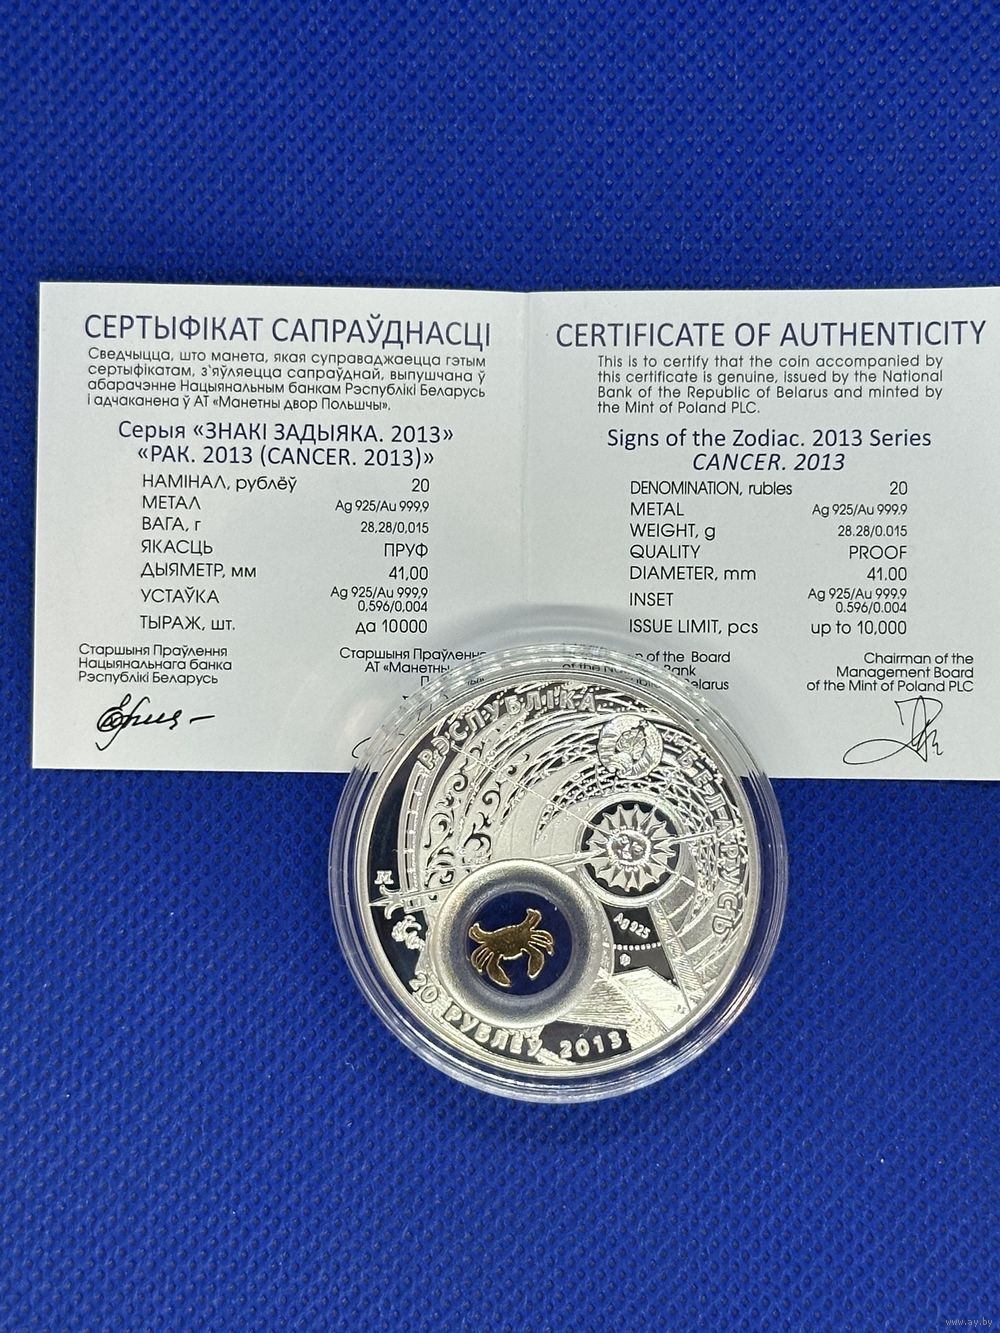 СЕРТЫФІКАТ САПРАЎДНАСЦІ
Сведчыцца, што манета, якая суправаджаецца гэтым
сертыфікатам, з`яўляецца сапраўднай, выпушчана ў
абарачэнне Нацыянальным банкам Рэспублікі Беларусь
і адчаканена ў АТ «Манетны двор Польшчы».
Серыя «ЗНАКІ ЗАДЫЯКА. 2013»
«РАК. 2013 (CANCER. 2013)»
НАМІНАЛ, рублёў 20
МЕТАЛ Ag 925/Au 999,9
ВАГА, г 28,28/0,015
ЯКАСЦЬ ПРУФ
ДЫЯМЕТР, мм 41,00
УСТАЎКА Ag 925/Au 999,9
0,596/0,004
ТЫРАЖ, шт. да 10000
Старшыня Праўлення
Нацыянальнага банка
Рэспублікі Беларусь
Старшыня Праўлення
АТ «Манетны
CERTIFICATE OF AUTHENTICITY
This is to certify that the coin accompanied by
this certificate is genuine, issued by the National
Bank of the Republic of Belarus and minted by
the Mint of Poland PLC.
Signs of the Zodiac. 2013 Series
CANCER. 2013
DENOMINATION, rubles 20
METAL Ag 925/Au 999.9
WEIGHT, g 28.28/0.015
QUALITY PROOF
DIAMETER, mm 41.00
INSET Ag 925/Au 999.9
0.596/0.004
ISSUE LIMIT, pcs up to 10,000
of the Board
of the Bank
Belarus
Chairman of the
Management Board
of the Mint of Poland PLC
РЭСПУБЛІКА БЕЛАРУСЬ
M
Ag 925
20 РУБЛЁЎ 2013
www.ay.by